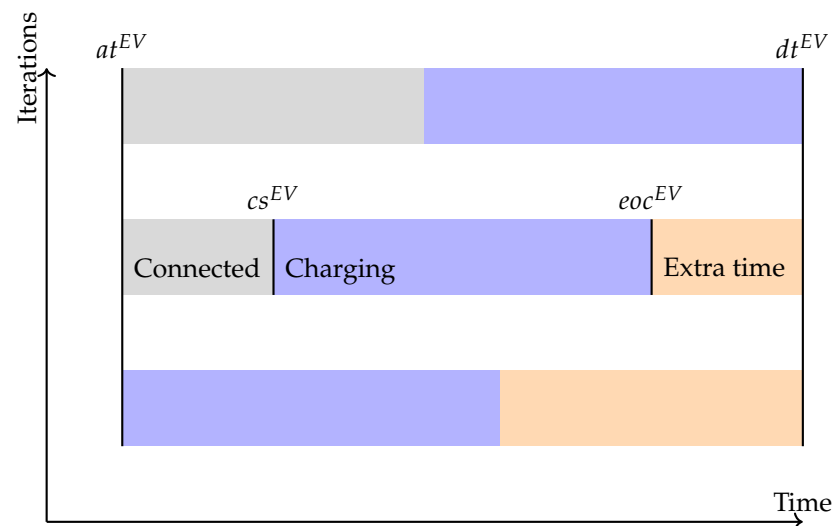 Iterations
at^EV
dt^EV
cs^EV
eoc^EV
Connected
Charging
Extra time
Time